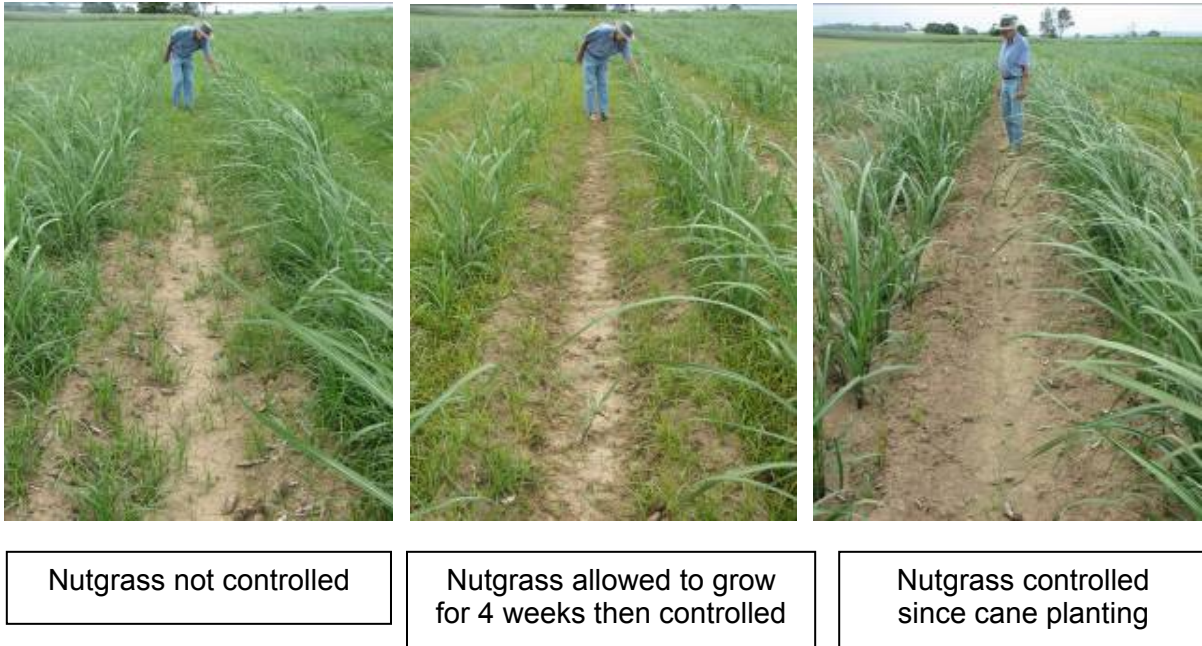 Nutgrass not controlled
Nutgrass allowed to grow
for 4 weeks then controlled
Nutgrass controlled
since cane planting